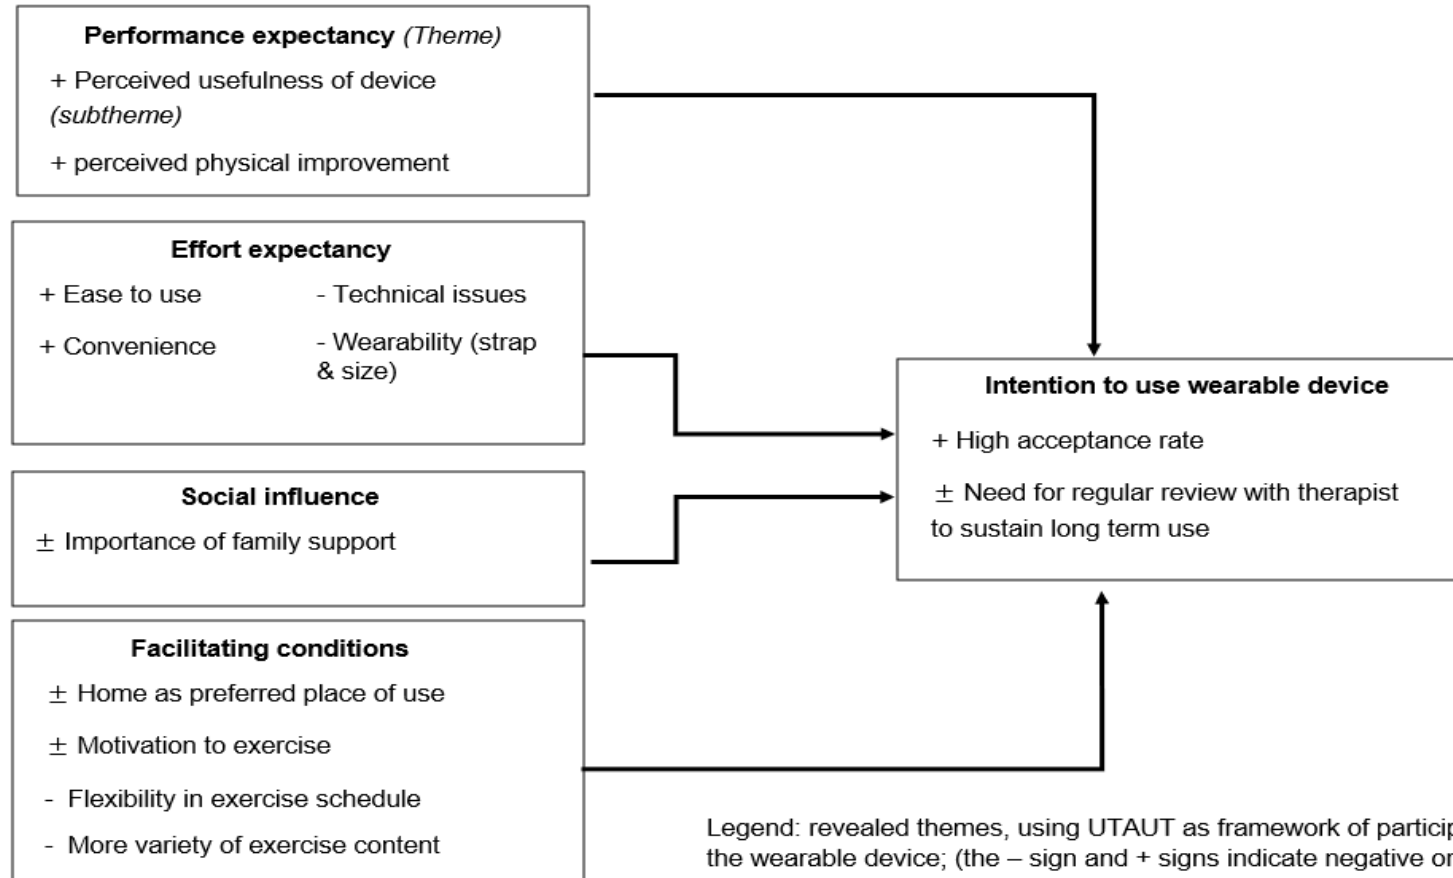 Performance expectancy (Theme)
+ Perceived usefulness of device
(subtheme)
+ perceived physical improvement
Effort expectancy
+ Ease to use
- Technical issues
+ Convenience
- Wearability (strap
& size)
Social influence
± Importance of family support
Facilitating conditions
± Home as preferred place of use
± Motivation to exercise
- Flexibility in exercise schedule
- More variety of exercise content
Intention to use wearable device
+ High acceptance rate
± Need for regular review with therapist
to sustain long term use
Legend: revealed themes, using UTAUT as framework of particip
the wearable device; (the – sign and + signs indicate negative or